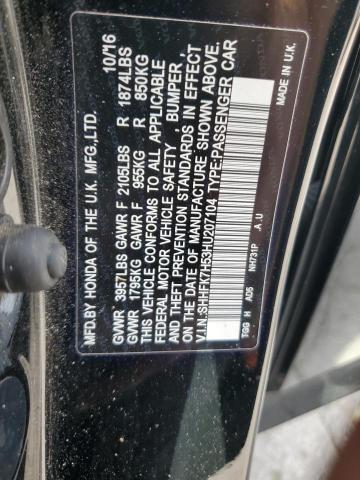 MFD.BY HONDA OF THE U.K. MFG.,LTD. 10/16
GVWR 3957LBS GAWR F 2105LBS R 1874LBS
GVWR 1795KG GAWR F 955KG R 850KG
THIS VEHICLE CONFORMS TO ALL APPLICABLE
FEDERAL MOTOR VEHICLE SAFETY , BUMPER ,
AND THEFT PREVENTION STANDARDS IN EFFECT
ON THE DATE OF MANUFACTURE SHOWN ABOVE.
V.I.N.:SHHFK7H53HU207104 TYPE:PASSENGER CAR
TGG H AD5 NH731P A.U MADE IN U.K.